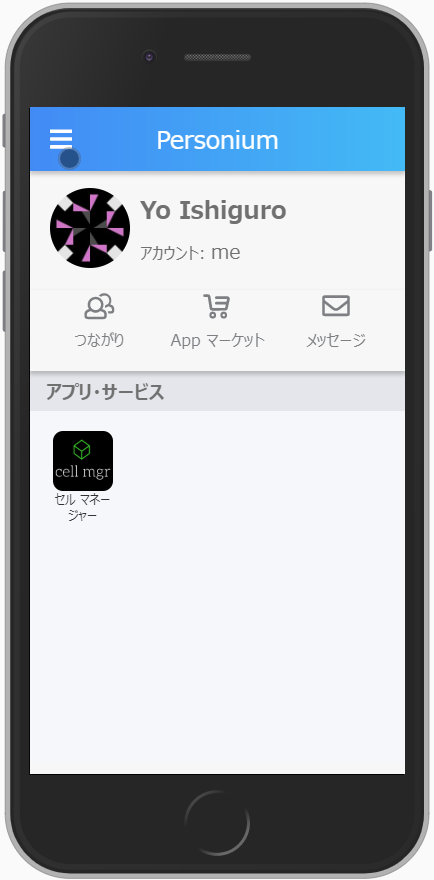 Personium
Yo Ishiguro
アカウント: me
つながり
App マーケット
メッセージ
アプリ・サービス
cell mgr
セル マネー
ジャー